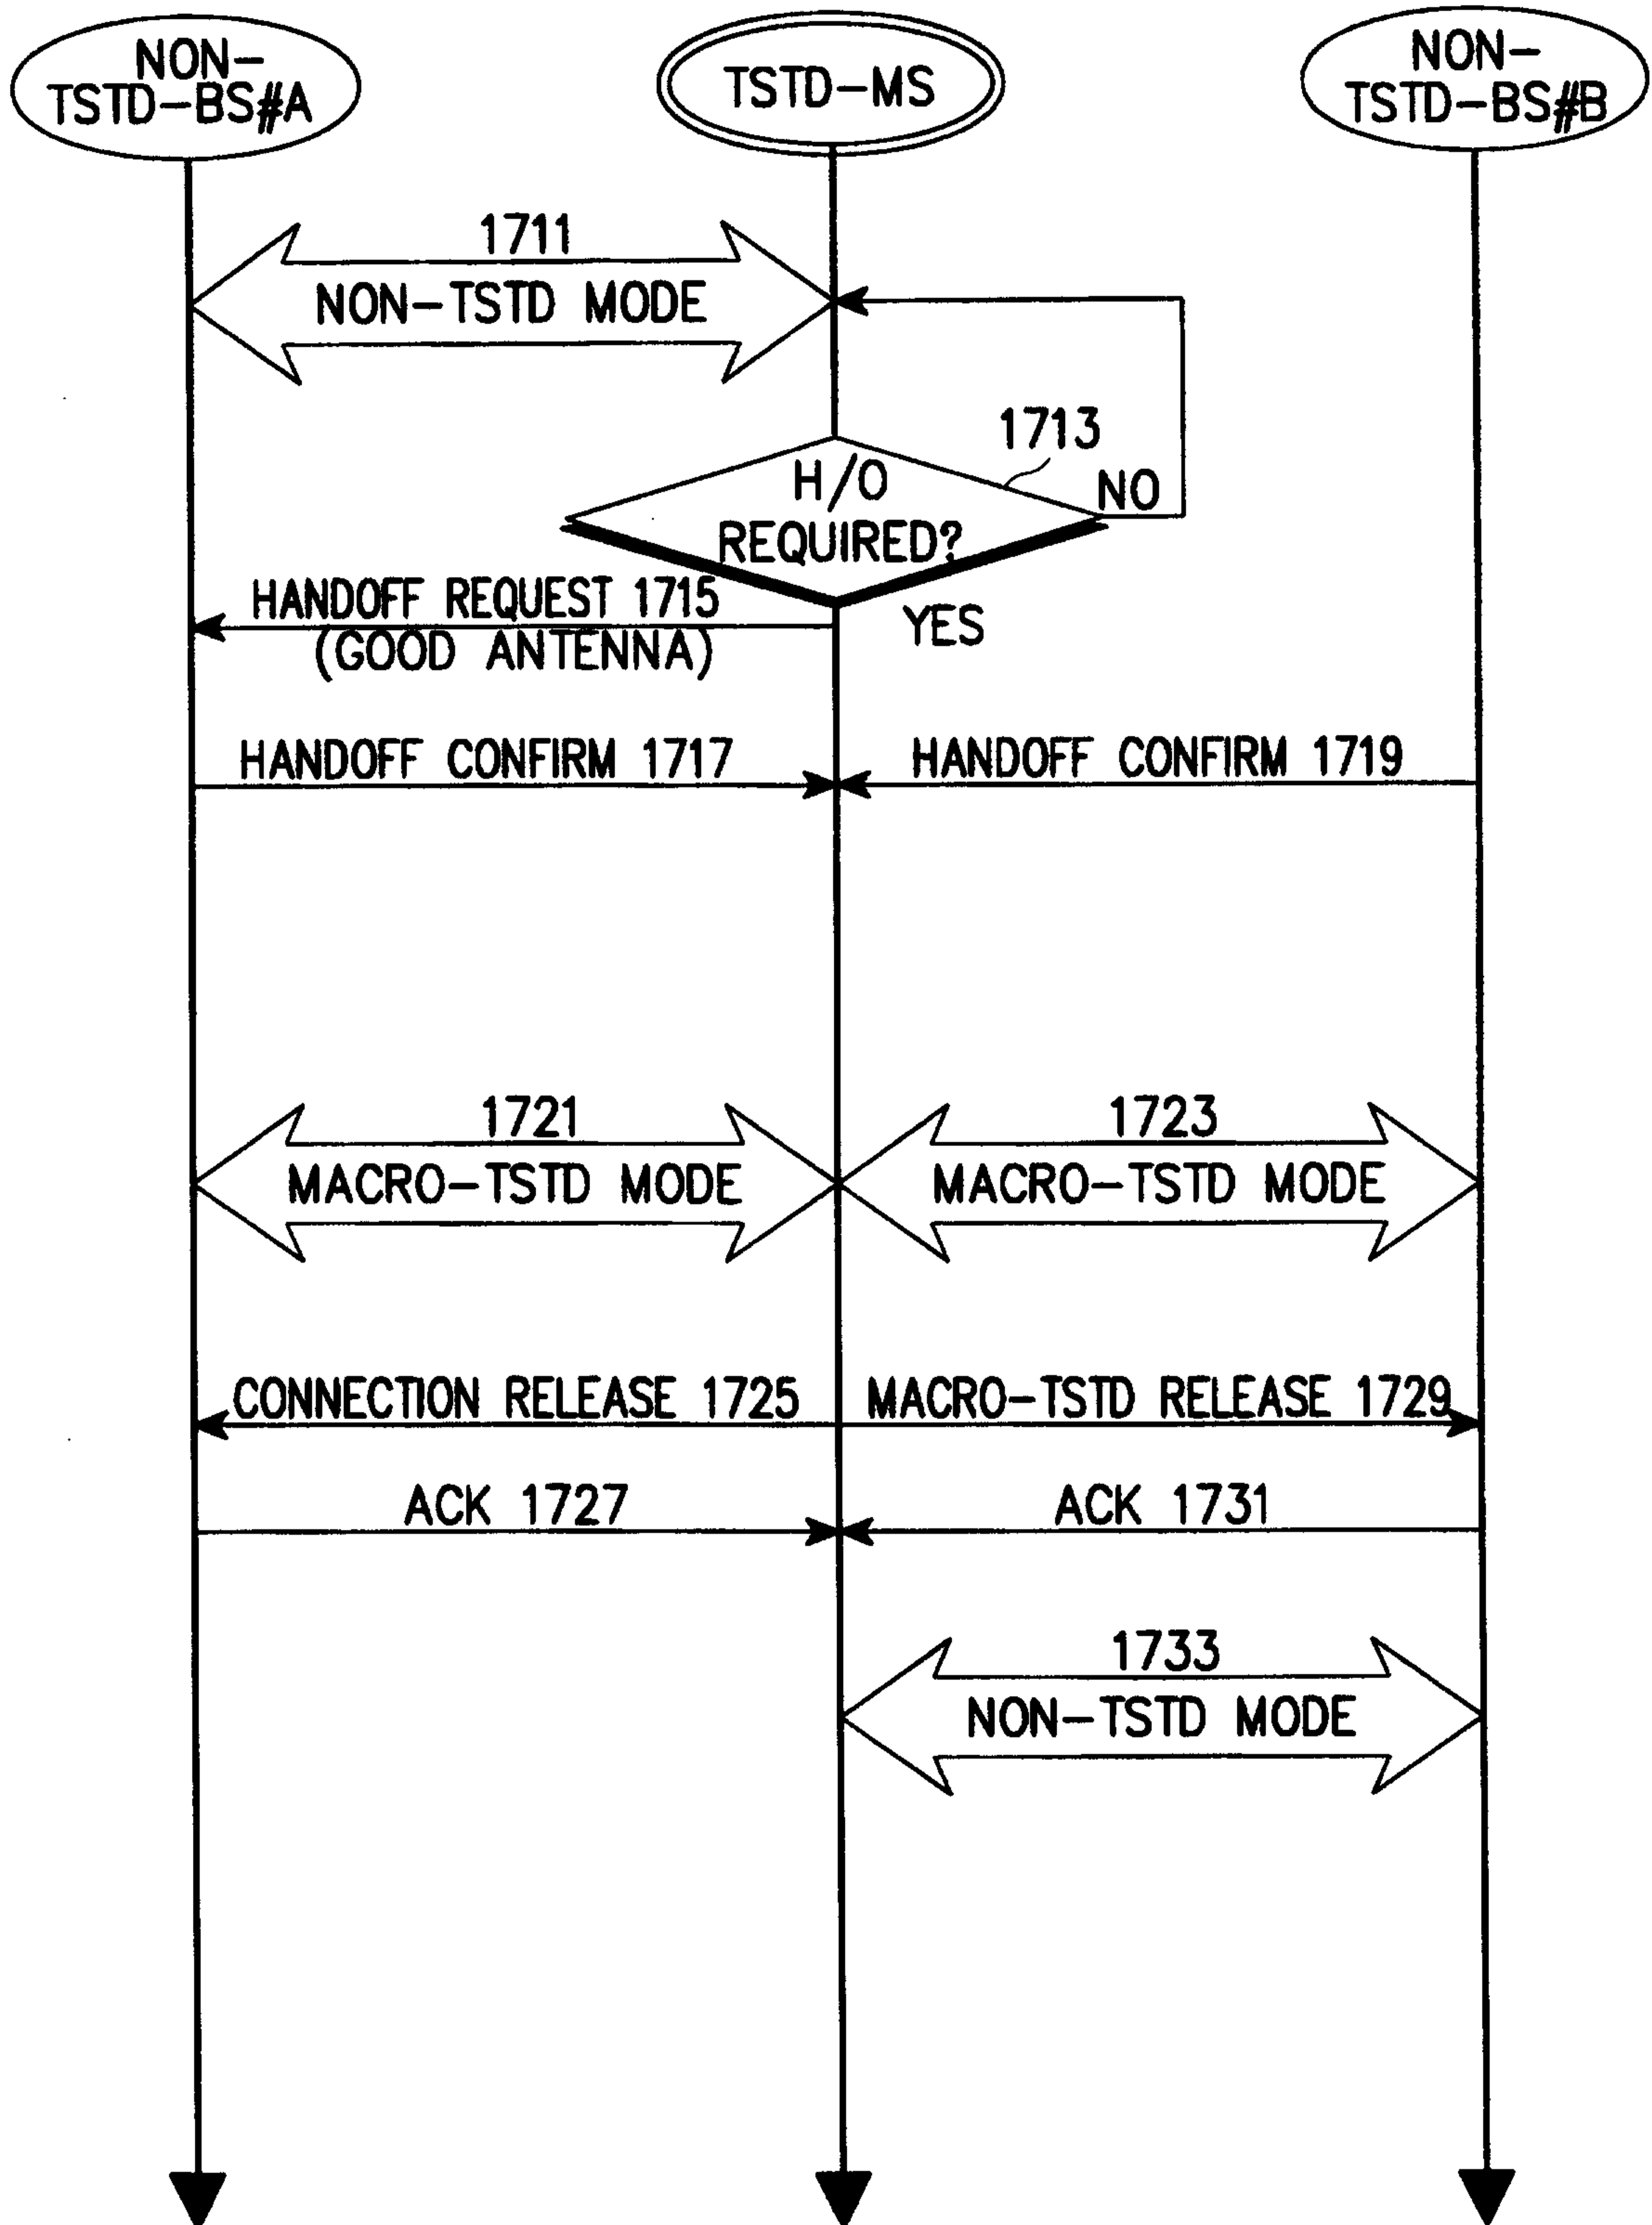 NON-
TSTD-BS#A
TSTD-MS
NON-
TSTD-BS#B
1711
NON-TSTD MODE
1713
H/O
REQUIRED?
NO
HANDOFF REQUEST 1715
(GOOD ANTENNA)
YES
HANDOFF CONFIRM 1717
HANDOFF CONFIRM 1719
1721
MACRO-TSTD MODE
1723
MACRO-TSTD MODE
CONNECTION RELEASE 1725
MACRO-TSTD RELEASE 1729
ACK 1727
ACK 1731
1733
NON-TSTD MODE